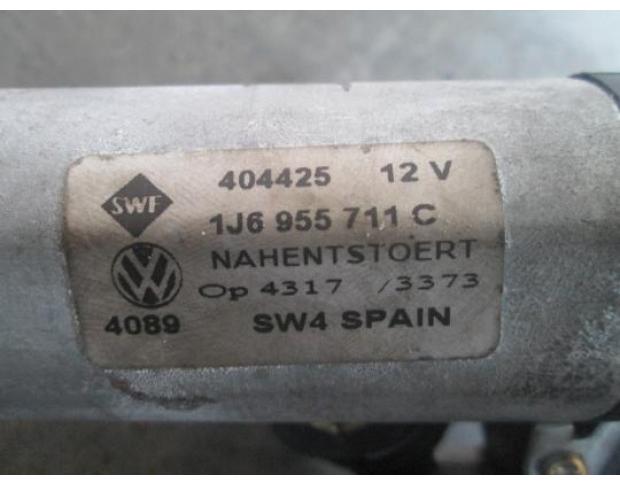 404425 12 V
SWF
1J6 955 711 C
NAHENTSTOERT
Op 4317 /3373
4089 SW4 SPAIN